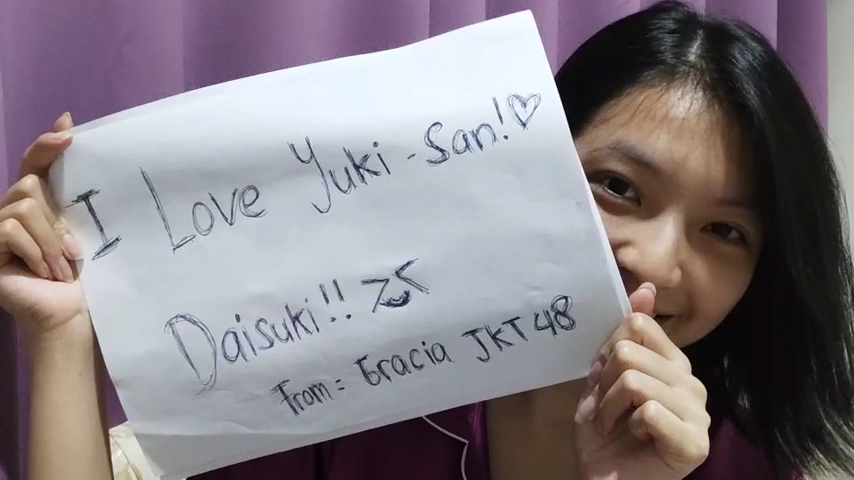 I Love Yuki-San!♡
Daisuki!!
From = Gracia JKT48